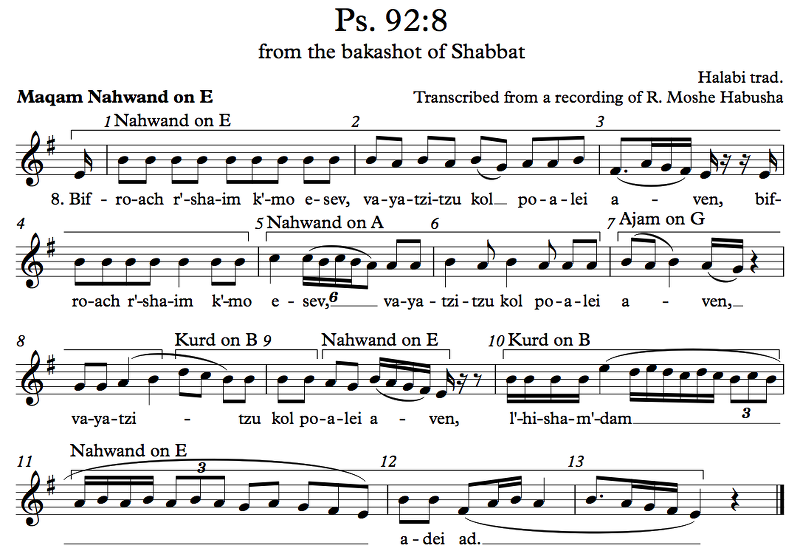 Ps. 92:8
from the bakashot of Shabbat
Halabi trad.
Maqam Nahwand on E Transcribed from a recording of R. Moshe Habusha
1 Nahwand on E 2 3
8. Bif- roach r'-sha-im k'-mo e-sev, va-ya-tzi-tzu kol po-a-lei a-ven, bif-
4 5 Nahwand on A 6 7 Ajam on G
6
roach r'-sha-im k'-mo e-sev, va-ya-tzi-tzu kol po-a-lei a-ven,
8 Kurd on B 9 Nahwand on E 10 Kurd on B
3
va-ya-tzi-tzu kol po-a-lei a-ven, l'-hi-sha-m'-dam
11 Nahwand on E 12 13
3
a-dei ad.